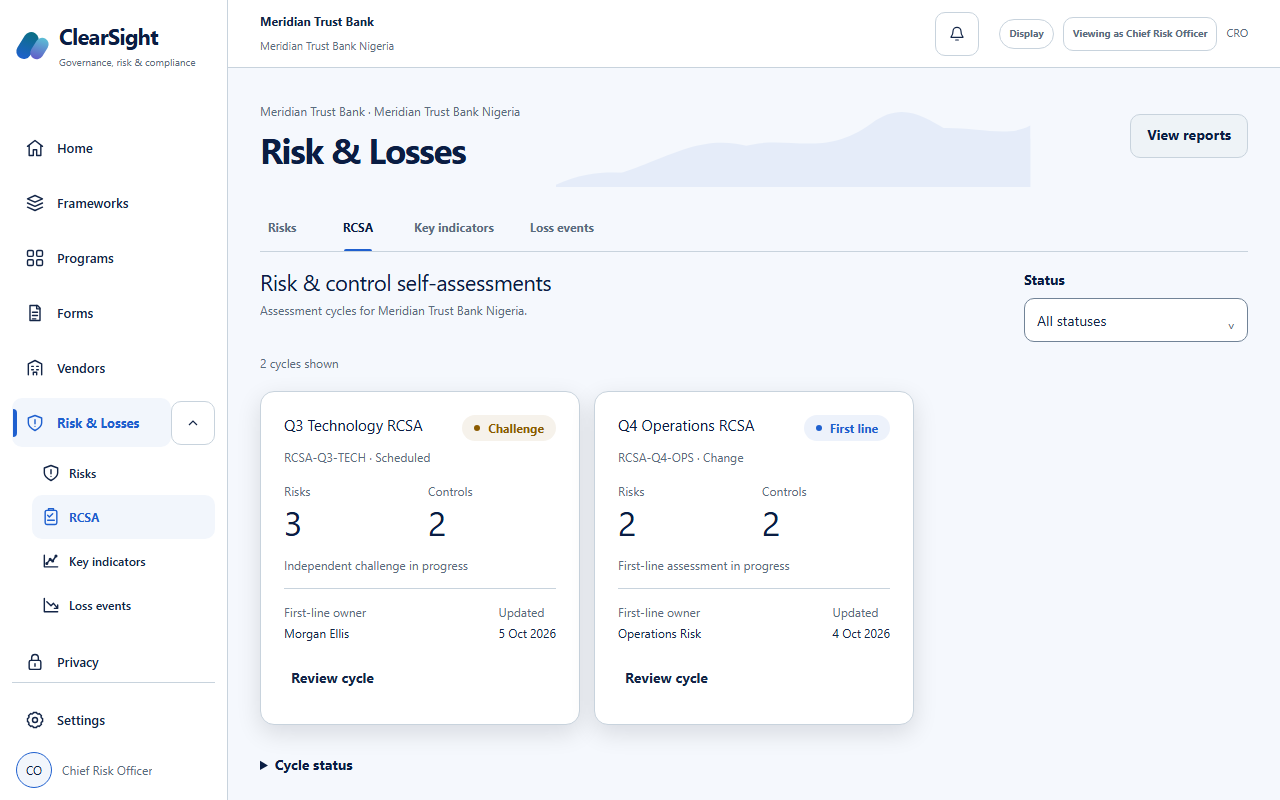 ClearSight
Governance, risk & compliance
Home
Frameworks
Programs
Forms
Vendors
Risk & Losses
Risks
RCSA
Key indicators
Loss events
Privacy
Settings
CO
Chief Risk Officer
Meridian Trust Bank
Meridian Trust Bank Nigeria
Display
Viewing as Chief Risk Officer
CRO
Meridian Trust Bank · Meridian Trust Bank Nigeria
Risk & Losses
View reports
Risks
RCSA
Key indicators
Loss events
Risk & control self-assessments
Assessment cycles for Meridian Trust Bank Nigeria.
Status
All statuses
2 cycles shown
Q3 Technology RCSA
Challenge
RCSA-Q3-TECH · Scheduled
Risks
Controls
3
2
Independent challenge in progress
First-line owner
Updated
Morgan Ellis
5 Oct 2026
Review cycle
Q4 Operations RCSA
First line
RCSA-Q4-OPS · Change
Risks
Controls
2
2
First-line assessment in progress
First-line owner
Updated
Operations Risk
4 Oct 2026
Review cycle
Cycle status